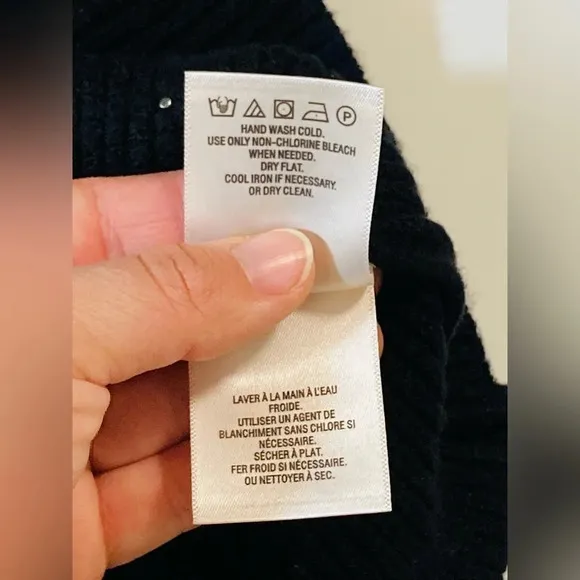 P
HAND WASH COLD.
USE ONLY NON-CHLORINE BLEACH
WHEN NEEDED.
DRY FLAT.
COOL IRON IF NECESSARY.
OR DRY CLEAN.
LAVER À LA MAIN À L'EAU
FROIDE.
UTILISER UN AGENT DE
BLANCHIMENT SANS CHLORE SI
NÉCESSAIRE.
SÉCHER À PLAT.
FER FROID SI NÉCESSAIRE.
OU NETTOYER À SEC.